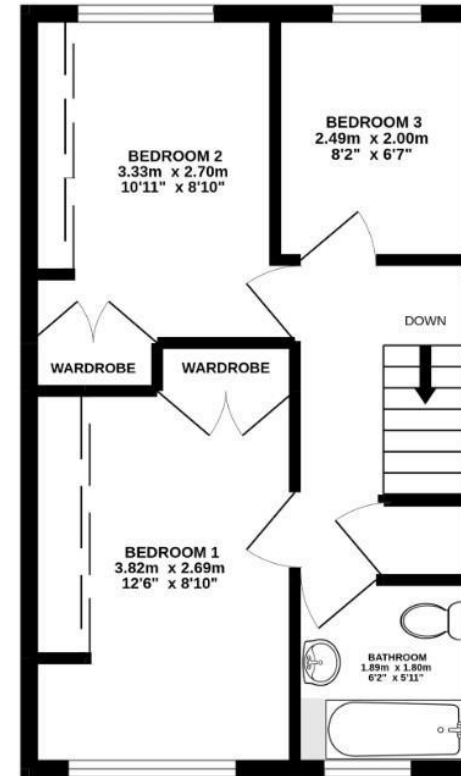 BEDROOM 2
3.33m x 2.70m
10'11" x 8'10"
BEDROOM 3
2.49m x 2.00m
8'2" x 6'7"
DOWN
WARDROBE
WARDROBE
BEDROOM 1
3.82m x 2.69m
12'6" x 8'10"
BATHROOM
1.89m x 1.80m
6'2" x 5'11"